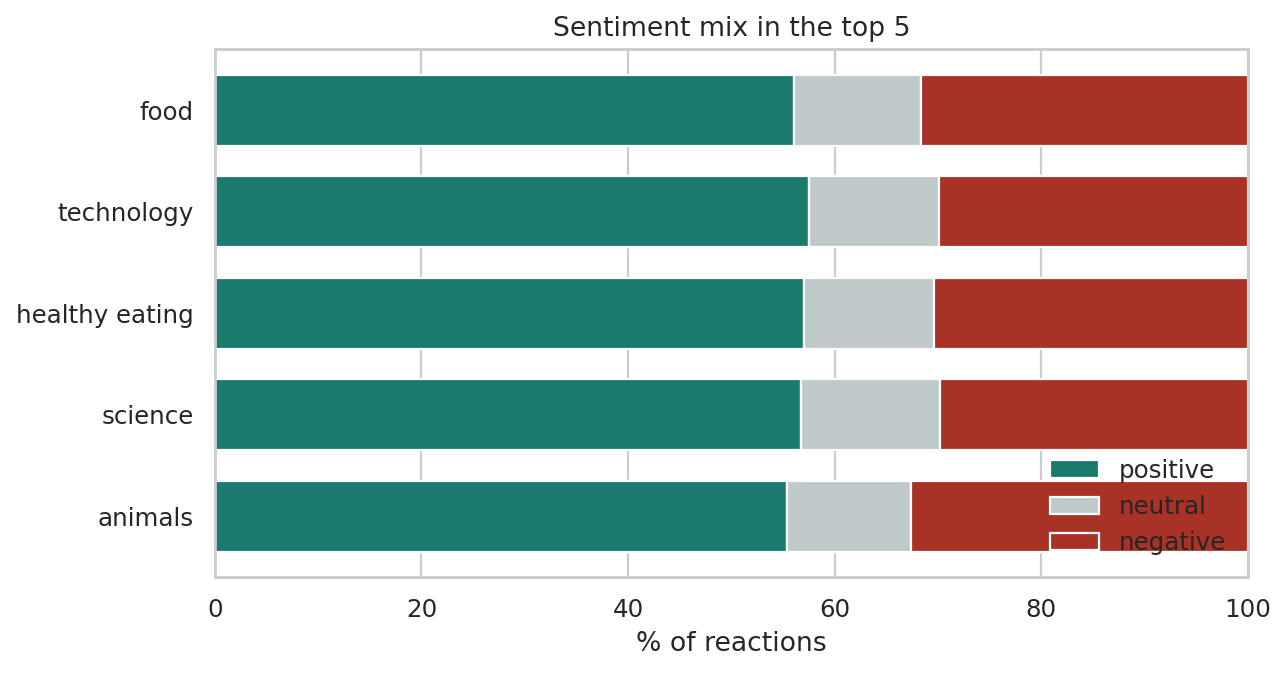 Sentiment mix in the top 5
food
technology
healthy eating
science
animals
positive
neutral
negative
0 20 40 60 80 100
% of reactions